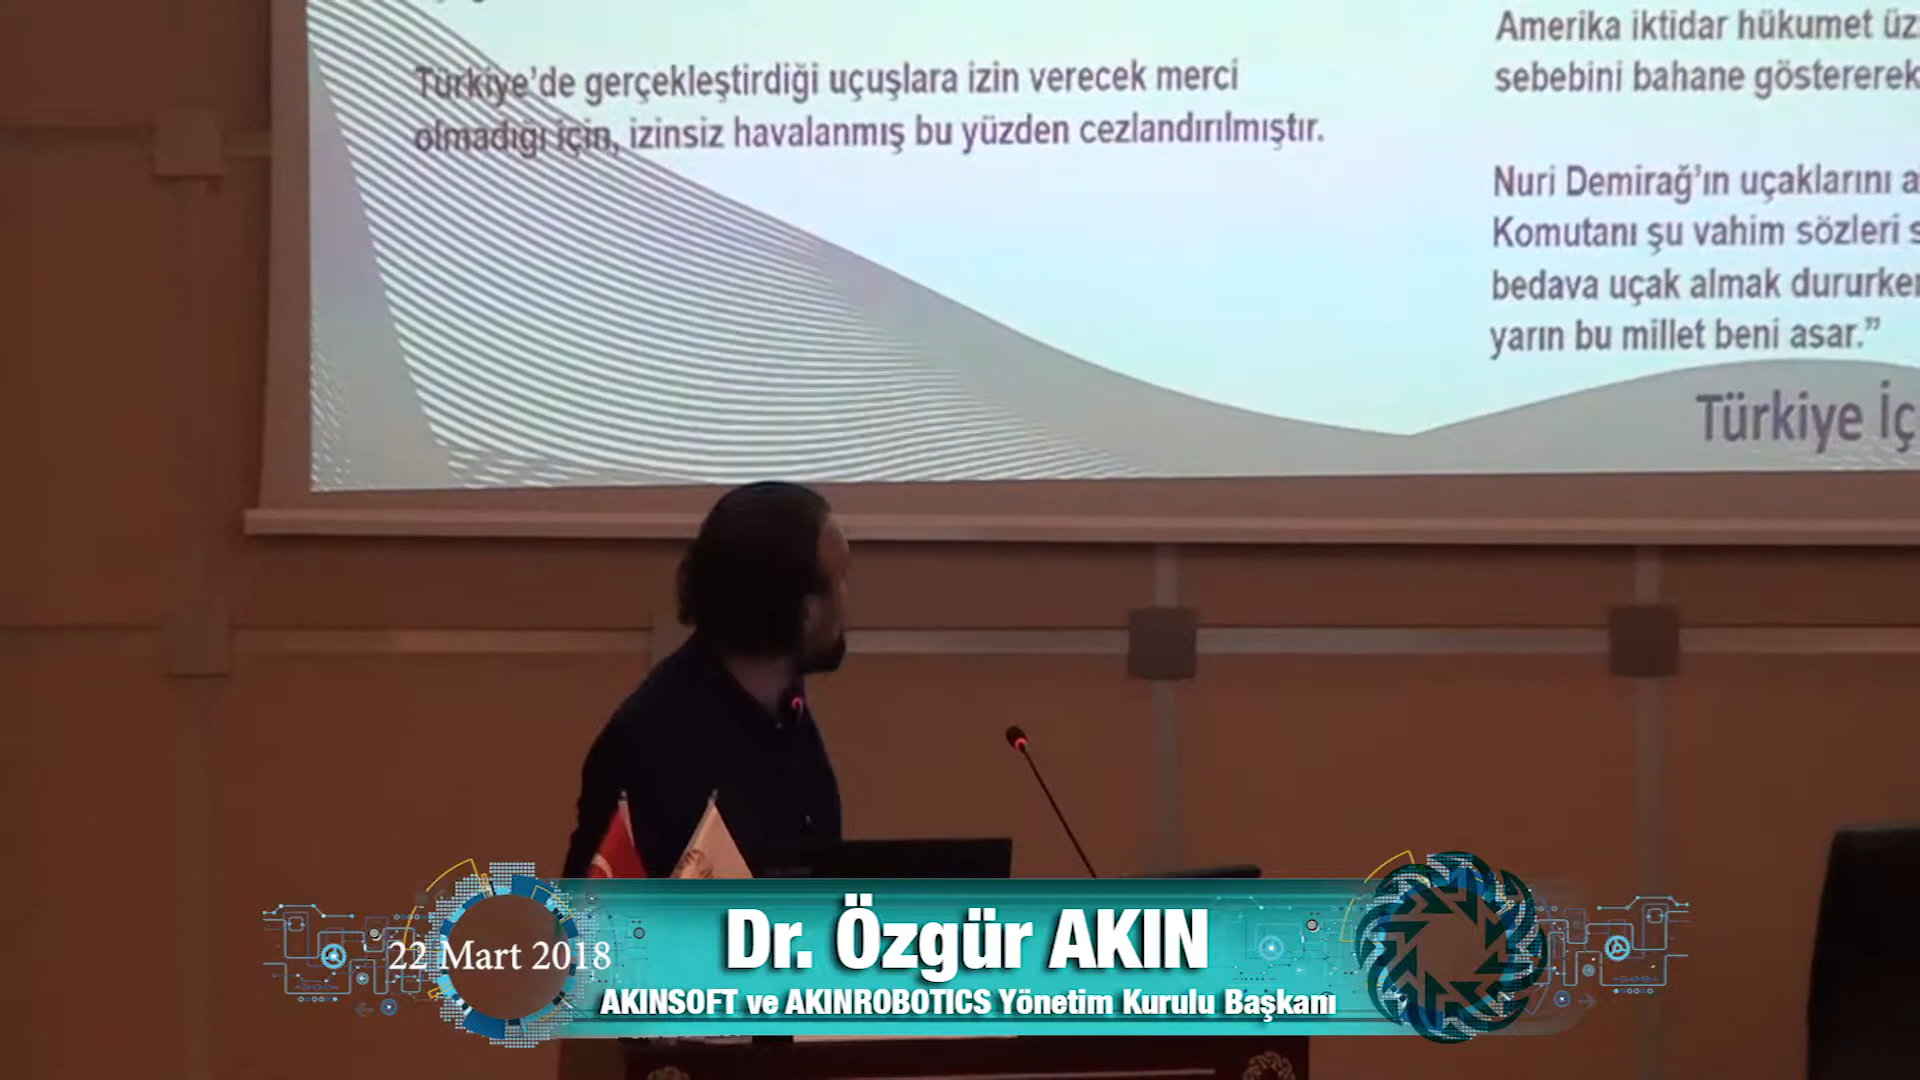 Türkiye’de gerçekleştirdiği uçuşlara izin verecek merci
olmadığı için, izinsiz havalanmış bu yüzden cezlandırılmıştır.
Amerika iktidar hükumet
sebebini bahane göstererek
Nuri Demirağ’ın uçaklarını
Komutanı şu vahim sözleri
bedava uçak almak
yarın bu millet beni asar.”
Türkiye
22 Mart 2018
Dr. Özgür AKIN
AKINSOFT ve AKINROBOTICS Yönetim Kurulu Başkanı